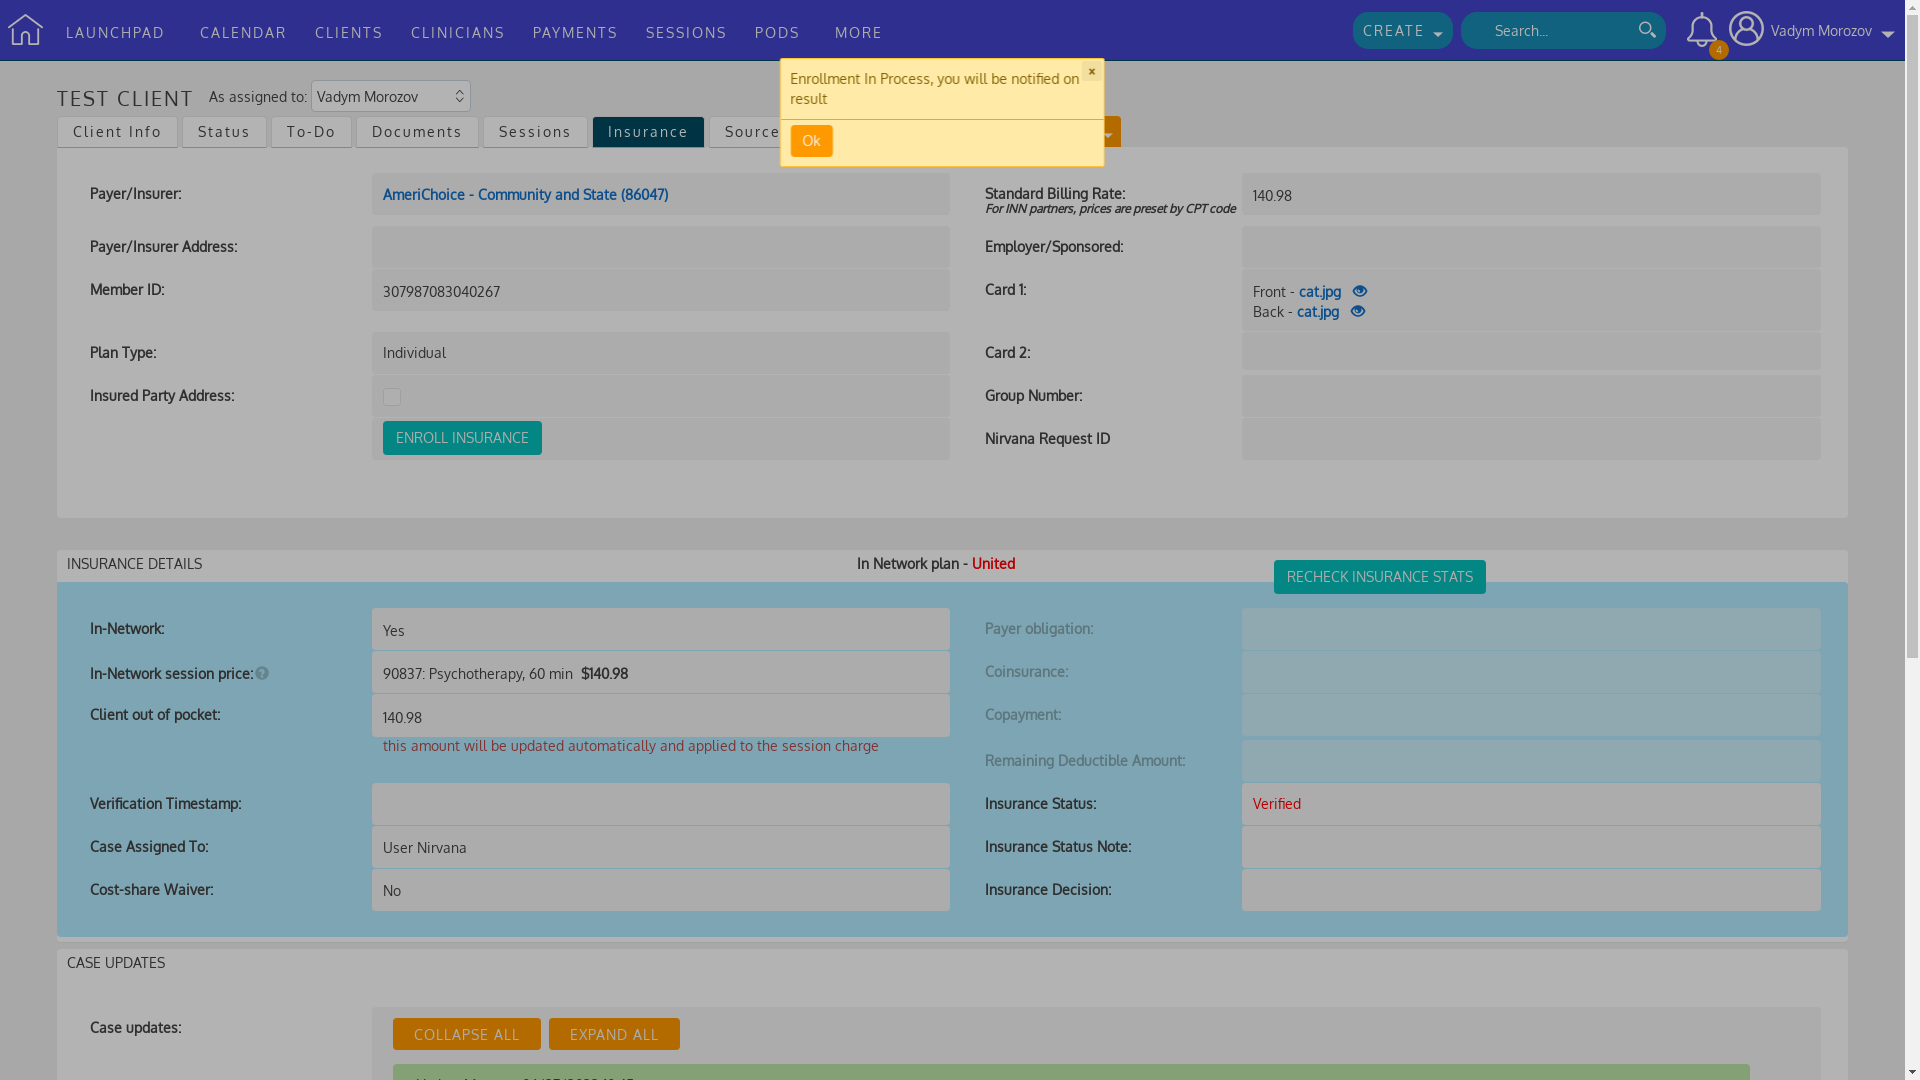 LAUNCHPAD CALENDAR CLIENTS CLINICIANS PAYMENTS SESSIONS PODS MORE CREATE Search... 4 Vadym Morozov
Enrollment In Process, you will be notified on
result
×
Ok
TEST CLIENT As assigned to: Vadym Morozov
Client Info Status To-Do Documents Sessions Insurance Source
Payer/Insurer: AmeriChoice - Community and State (86047)
Standard Billing Rate: 140.98
For INN partners, prices are preset by CPT code
Payer/Insurer Address:
Employer/Sponsored:
Member ID: 307987083040267
Card 1: Front - cat.jpg
Back - cat.jpg
Plan Type: Individual
Card 2:
Insured Party Address:
Group Number:
ENROLL INSURANCE
Nirvana Request ID
INSURANCE DETAILS In Network plan - United
RECHECK INSURANCE STATS
In-Network: Yes
Payer obligation:
In-Network session price: ? 90837: Psychotherapy, 60 min $140.98
Coinsurance:
Client out of pocket: 140.98
Copayment:
this amount will be updated automatically and applied to the session charge
Remaining Deductible Amount:
Verification Timestamp:
Insurance Status: Verified
Case Assigned To: User Nirvana
Insurance Status Note:
Cost-share Waiver: No
Insurance Decision:
CASE UPDATES
Case updates: COLLAPSE ALL EXPAND ALL